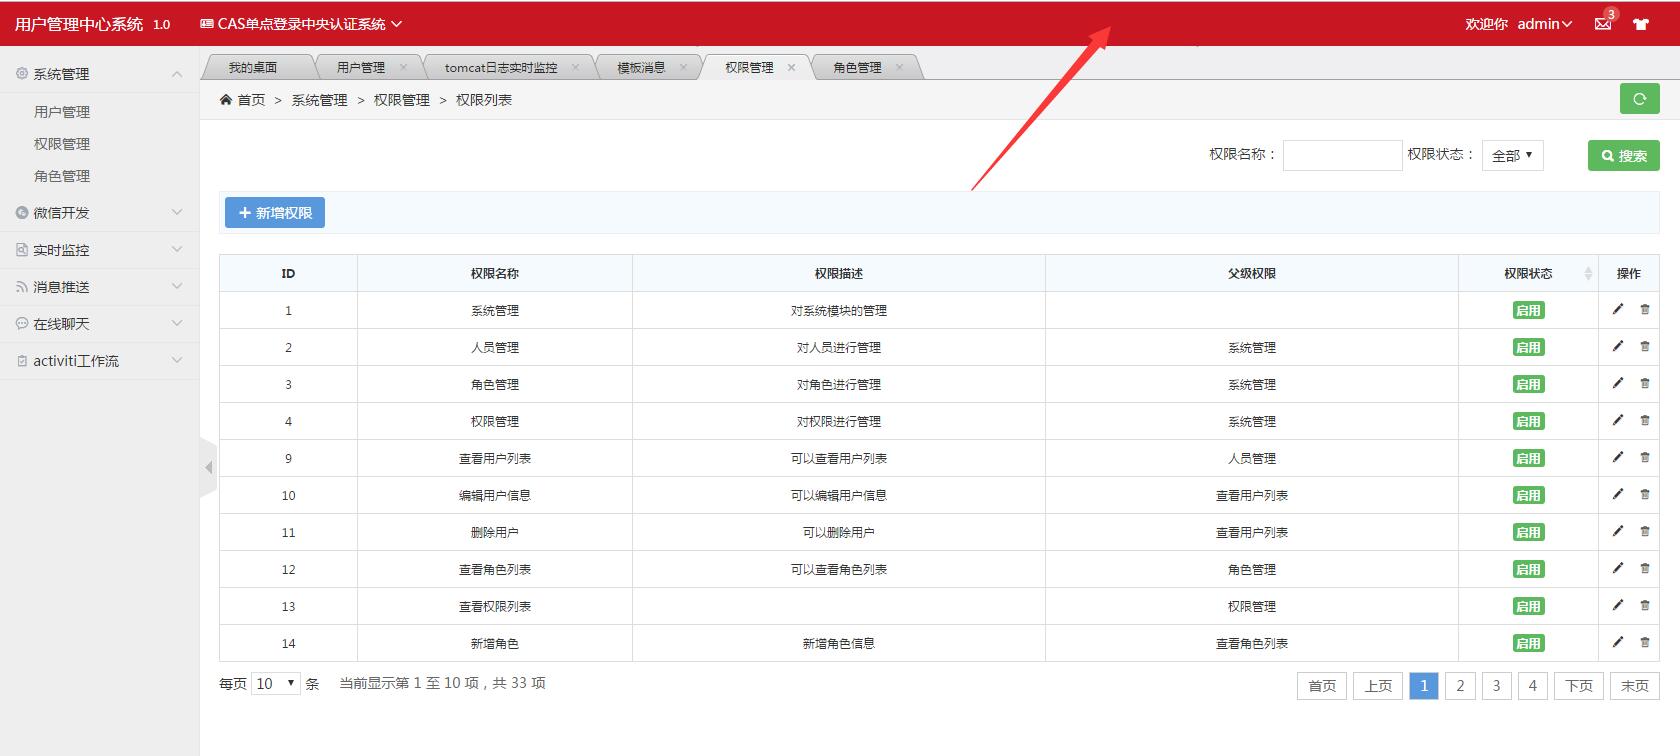 用户管理中心系统 1.0 CAS单点登录中央认证系统 欢迎你 admin 3
系统管理
用户管理
权限管理
角色管理
微信开发
实时监控
消息推送
在线聊天
activiti工作流
我的桌面 用户管理 × tomcat日志实时监控 × 模板消息 × 权限管理 × 角色管理 ×
首页 > 系统管理 > 权限管理 > 权限列表
权限名称： 权限状态： 全部 搜索
+ 新增权限
ID 权限名称 权限描述 父级权限 权限状态 操作
1 系统管理 对系统模块的管理 启用
2 人员管理 对人员进行管理 系统管理 启用
3 角色管理 对角色进行管理 系统管理 启用
4 权限管理 对权限进行管理 系统管理 启用
9 查看用户列表 可以查看用户列表 人员管理 启用
10 编辑用户信息 可以编辑用户信息 查看用户列表 启用
11 删除用户 可以删除用户 查看用户列表 启用
12 查看角色列表 可以查看角色列表 角色管理 启用
13 查看权限列表 权限管理 启用
14 新增角色 新增角色信息 查看角色列表 启用
每页 10 条 当前显示第 1 至 10 项，共 33 项 首页 上页 1 2 3 4 下页 末页